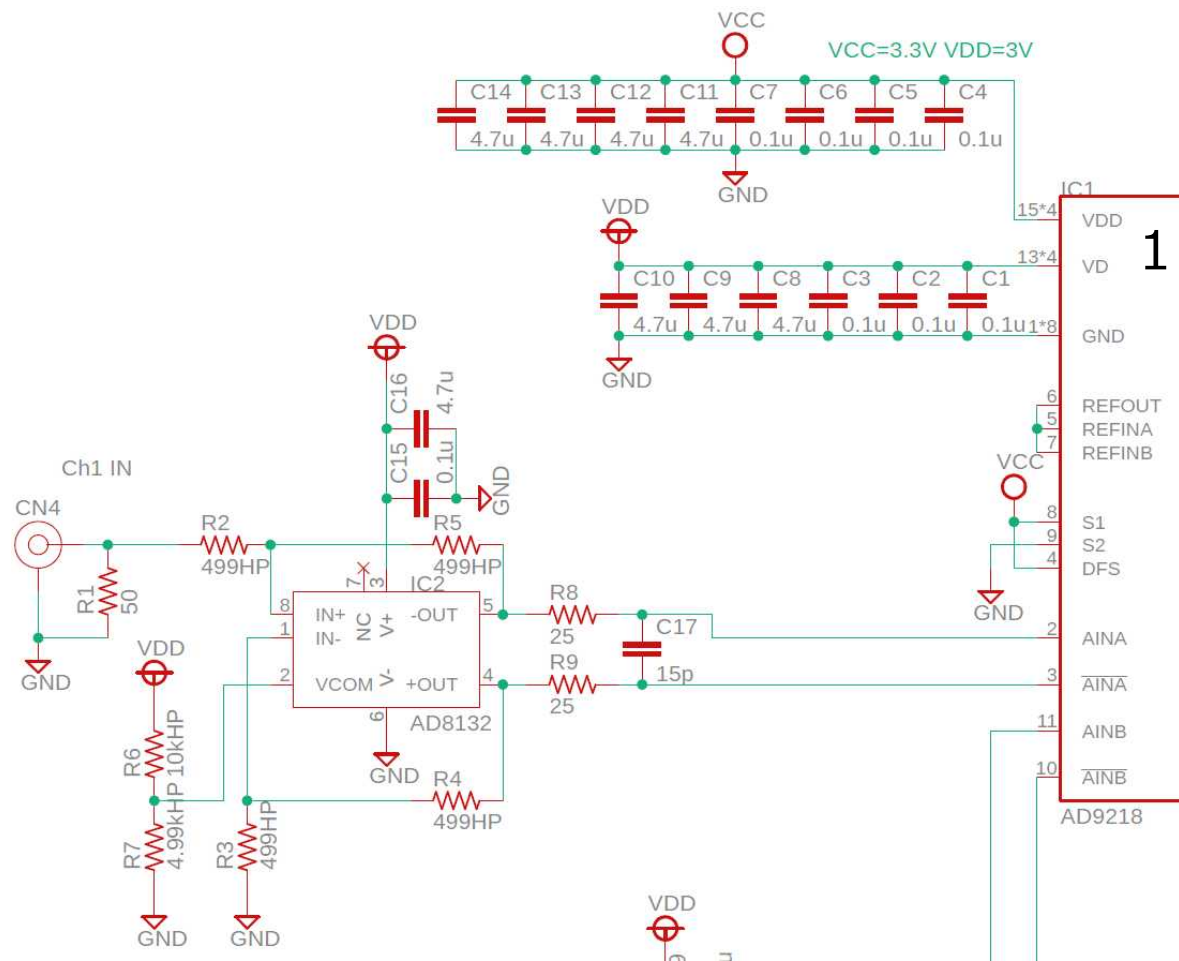 VCC
VCC=3.3V VDD=3V
C14 C13 C12 C11 C7 C6 C5 C4
4.7u 4.7u 4.7u 4.7u 0.1u 0.1u 0.1u 0.1u
GND
IC1
VDD
15*4 VDD
1
13*4 VD
C10 C9 C8 C3 C2 C1
4.7u 4.7u 4.7u 0.1u 0.1u 0.1u
1*8 GND
GND
VDD
C16 4.7u
C15 0.1u
GND
6 REFOUT
5 REFINA
7 REFINB
VCC
8 S1
9 S2
4 DFS
GND
Ch1 IN
CN4
R2
499HP
R5
499HP
R1 50
GND
7 3
IC2
8 IN+ NC V+ -OUT 5
1 IN-
2 VCOM V- +OUT 4
6
AD8132
GND
R8
25
C17
15p
R9
25
2 AINA
3 AINA
11 AINB
10 AINB
AD9218
VDD
R6 10kHP
R7 4.99kHP
R3 499HP
R4
499HP
GND
GND
VDD